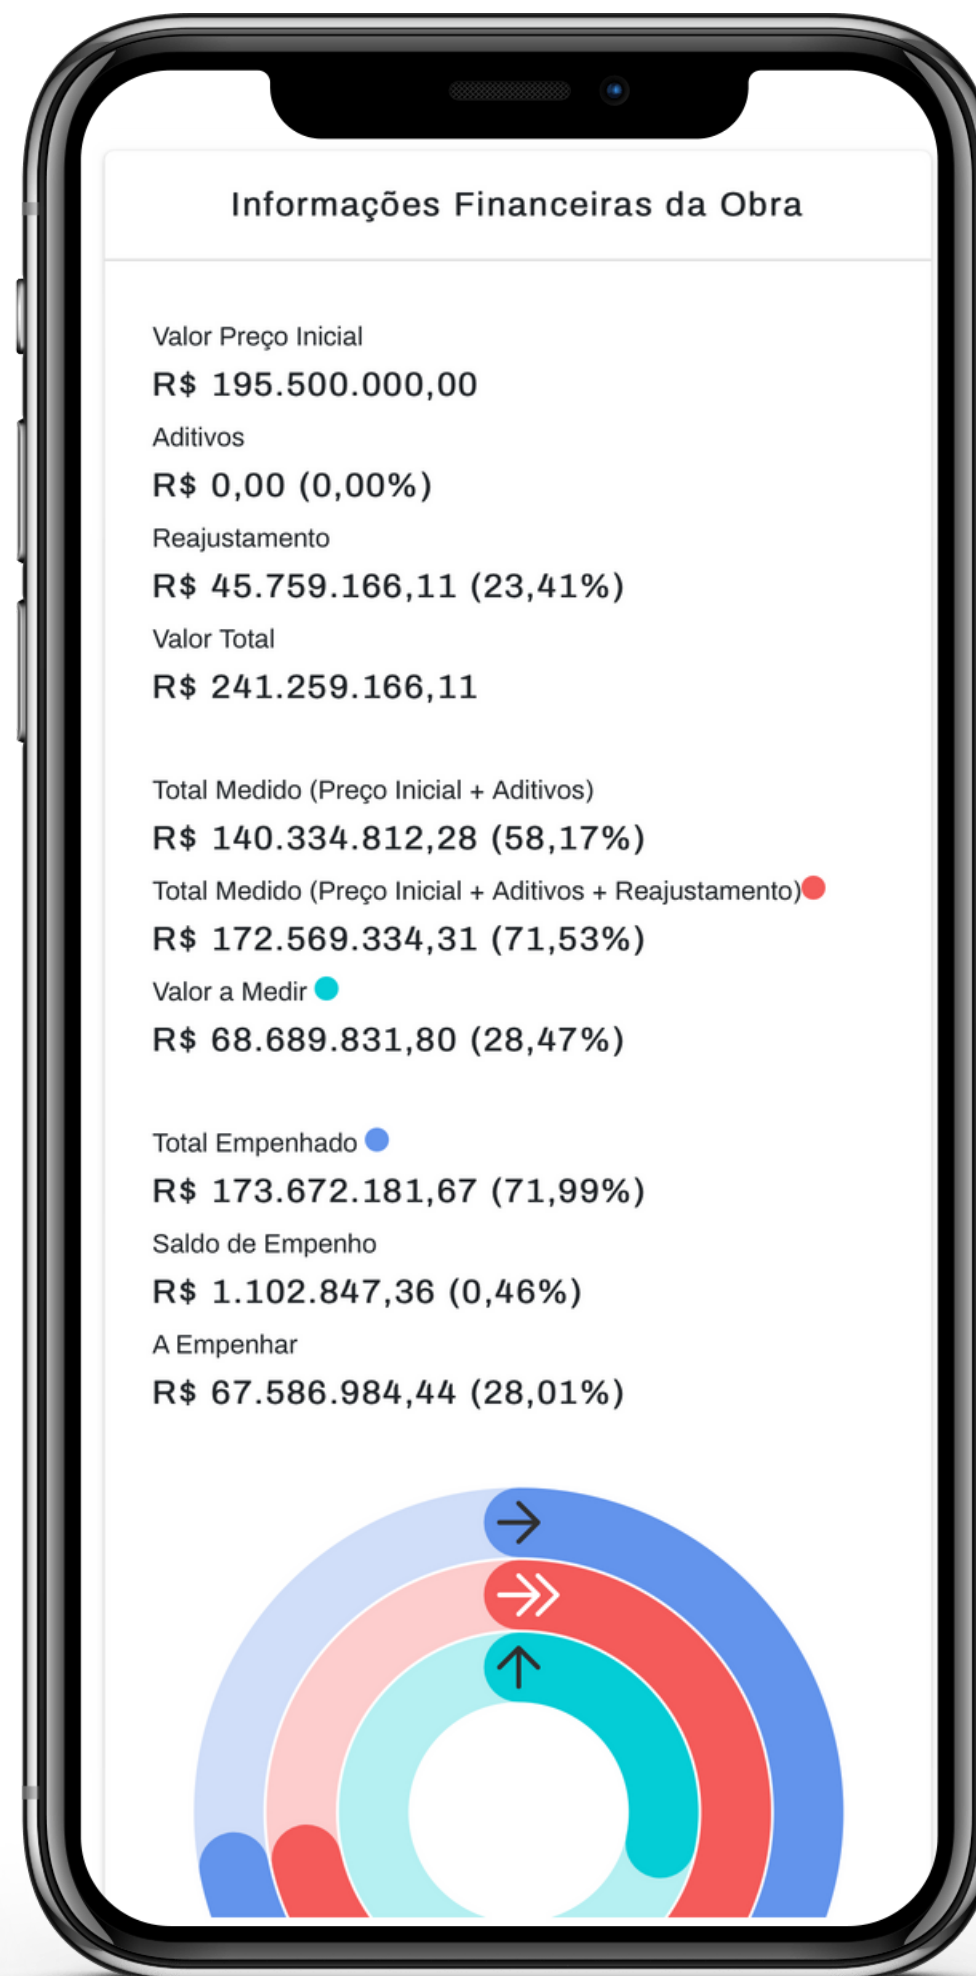 Informações Financeiras da Obra
Valor Preço Inicial
R$ 195.500.000,00
Aditivos
R$ 0,00 (0,00%)
Reajustamento
R$ 45.759.166,11 (23,41%)
Valor Total
R$ 241.259.166,11
Total Medido (Preço Inicial + Aditivos)
R$ 140.334.812,28 (58,17%)
Total Medido (Preço Inicial + Aditivos + Reajustamento)
R$ 172.569.334,31 (71,53%)
Valor a Medir
R$ 68.689.831,80 (28,47%)
Total Empenhado
R$ 173.672.181,67 (71,99%)
Saldo de Empenho
R$ 1.102.847,36 (0,46%)
A Empenhar
R$ 67.586.984,44 (28,01%)